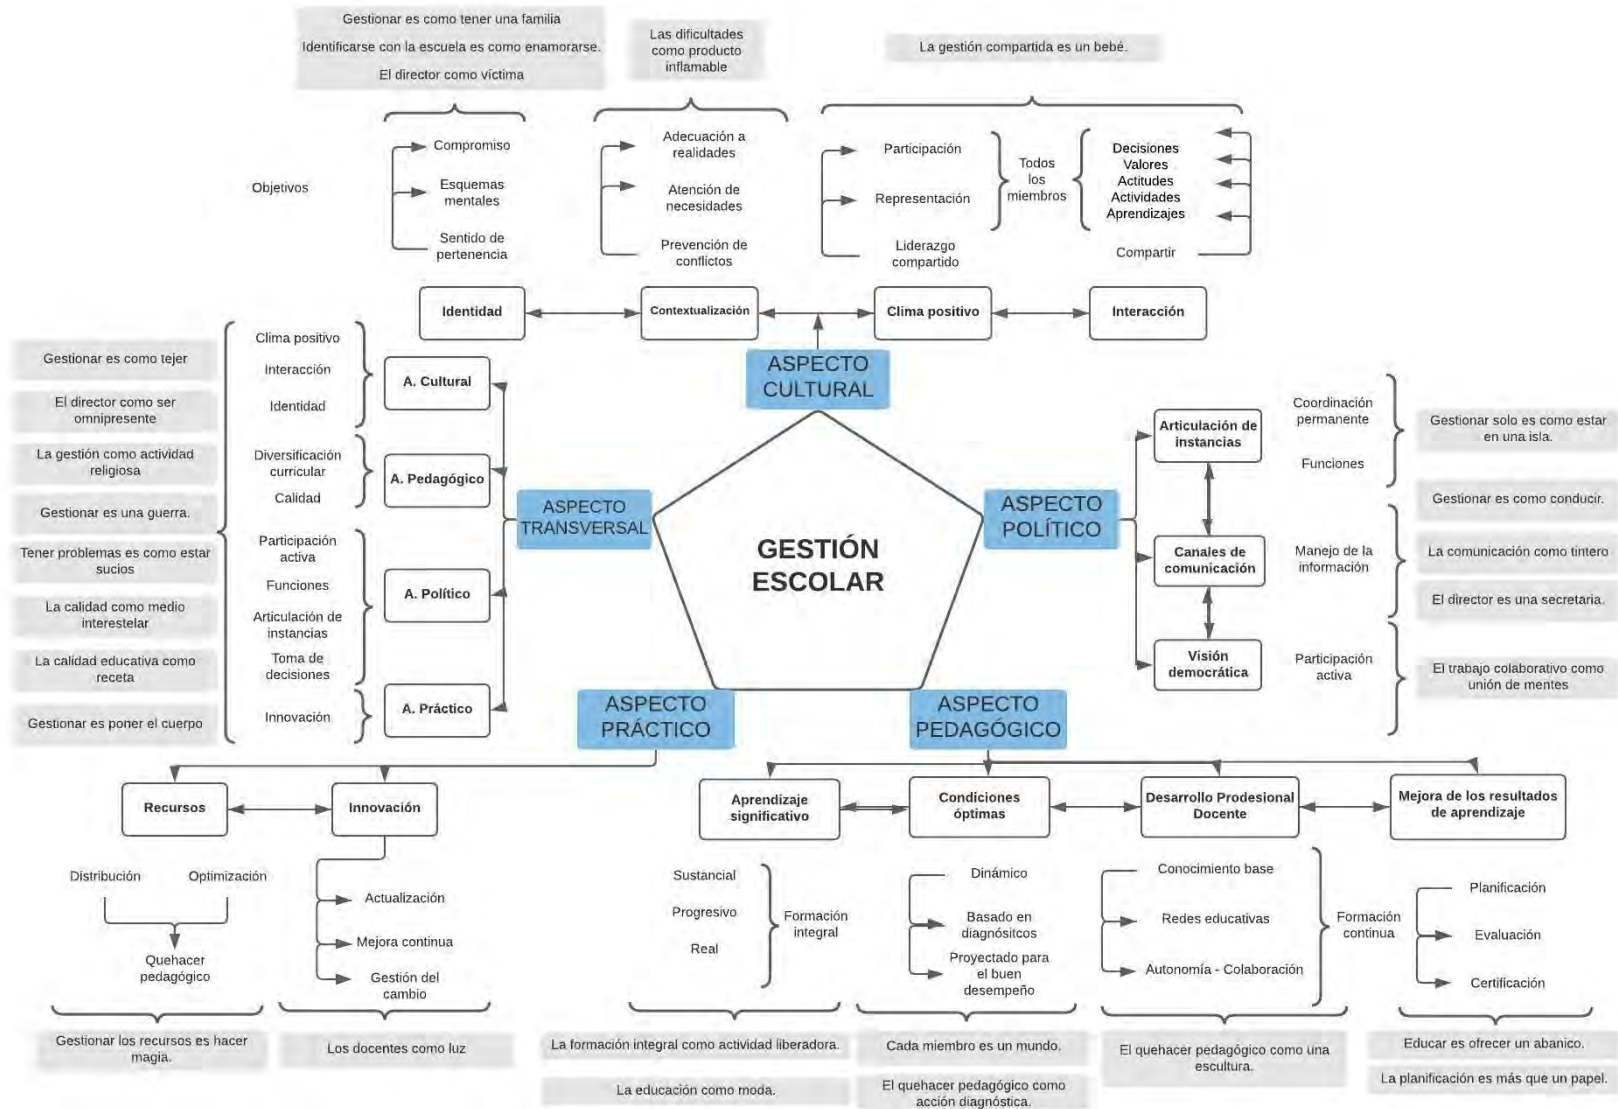 Gestionar es como tener una familia
Identificarse con la escuela es como enamorarse.
El director como víctima
Las dificultades
como producto
inflamable
La gestión compartida es un bebé.
Objetivos
Compromiso
Esquemas
mentales
Sentido de
pertenencia
Adecuación a
realidades
Atención de
necesidades
Prevención de
conflictos
Participación
Representación
Liderazgo
compartido
Todos
los
miembros
Decisiones
Valores
Actitudes
Actividades
Aprendizajes
Compartir
Identidad
Contextualización
Clima positivo
Interacción
ASPECTO
CULTURAL
GESTIÓN
ESCOLAR
ASPECTO
TRANSVERSAL
A. Cultural
Clima positivo
Interacción
Identidad
A. Pedagógico
Diversificación
curricular
Calidad
A. Político
Participación
activa
Funciones
Articulación de
instancias
Toma de
decisiones
A. Práctico
Innovación
Gestionar es como tejer
El director como ser
omnipresente
La gestión como actividad
religiosa
Gestionar es una guerra.
Tener problemas es como estar
sucios
La calidad como medio
interestelar
La calidad educativa como
receta
Gestionar es poner el cuerpo
ASPECTO
POLÍTICO
Articulación de
instancias
Canales de
comunicación
Visión
democrática
Coordinación
permanente
Funciones
Manejo de la
información
Participación
activa
Gestionar solo es como estar
en una isla.
Gestionar es como conducir.
La comunicación como tintero
El director es una secretaria.
El trabajo colaborativo como
unión de mentes
ASPECTO
PRÁCTICO
Recursos
Innovación
Distribución
Optimización
Quehacer
pedagógico
Actualización
Mejora continua
Gestión del
cambio
Gestionar los recursos es hacer
magia.
Los docentes como luz
ASPECTO
PEDAGÓGICO
Aprendizaje
significativo
Condiciones
óptimas
Desarrollo Prodesional
Docente
Mejora de los resultados
de aprendizaje
Sustancial
Progresivo
Real
Formación
integral
Dinámico
Basado en
diagnósitcos
Proyectado para
el buen
desempeño
Conocimiento base
Redes educativas
Autonomía - Colaboración
Formación
continua
Planificación
Evaluación
Certificación
La formación integral como actividad liberadora.
La educación como moda.
Cada miembro es un mundo.
El quehacer pedagógico como
acción diagnóstica.
El quehacer pedagógico como una
escultura.
Educar es ofrecer un abanico.
La planificación es más que un papel.